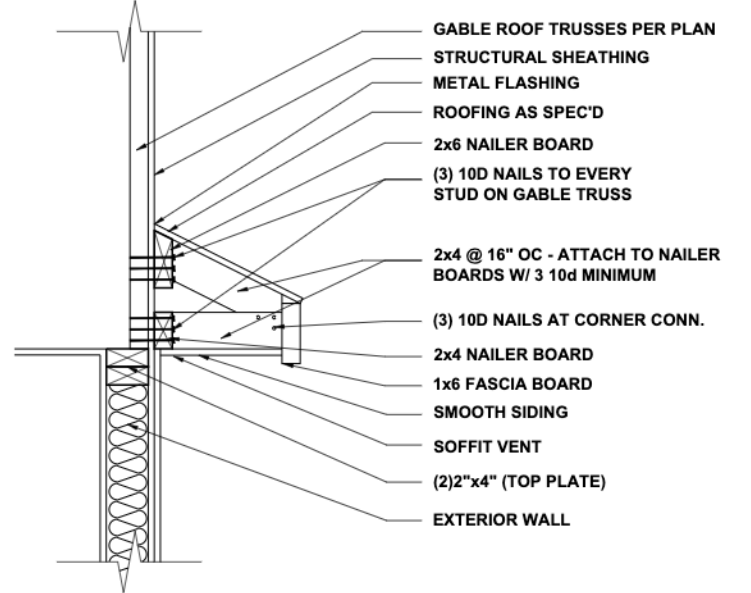 GABLE ROOF TRUSSES PER PLAN
STRUCTURAL SHEATHING
METAL FLASHING
ROOFING AS SPEC'D
2x6 NAILER BOARD
(3) 10D NAILS TO EVERY
STUD ON GABLE TRUSS
2x4 @ 16" OC - ATTACH TO NAILER
BOARDS W/ 3 10d MINIMUM
(3) 10D NAILS AT CORNER CONN.
2x4 NAILER BOARD
1x6 FASCIA BOARD
SMOOTH SIDING
SOFFIT VENT
(2)2"x4" (TOP PLATE)
EXTERIOR WALL